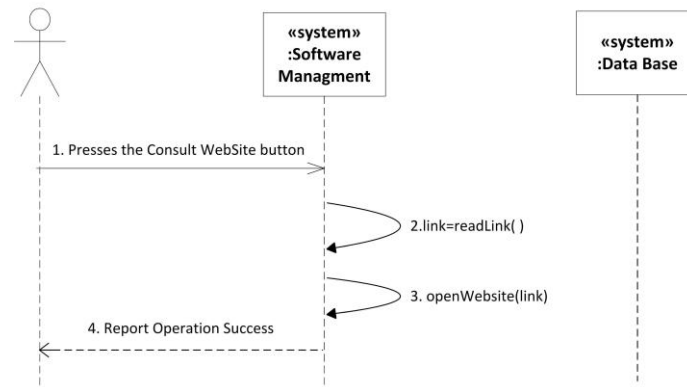 «system»
:Software
Managment
«system»
:Data Base
1. Presses the Consult WebSite button
2.link=readLink( )
3. openWebsite(link)
4. Report Operation Success